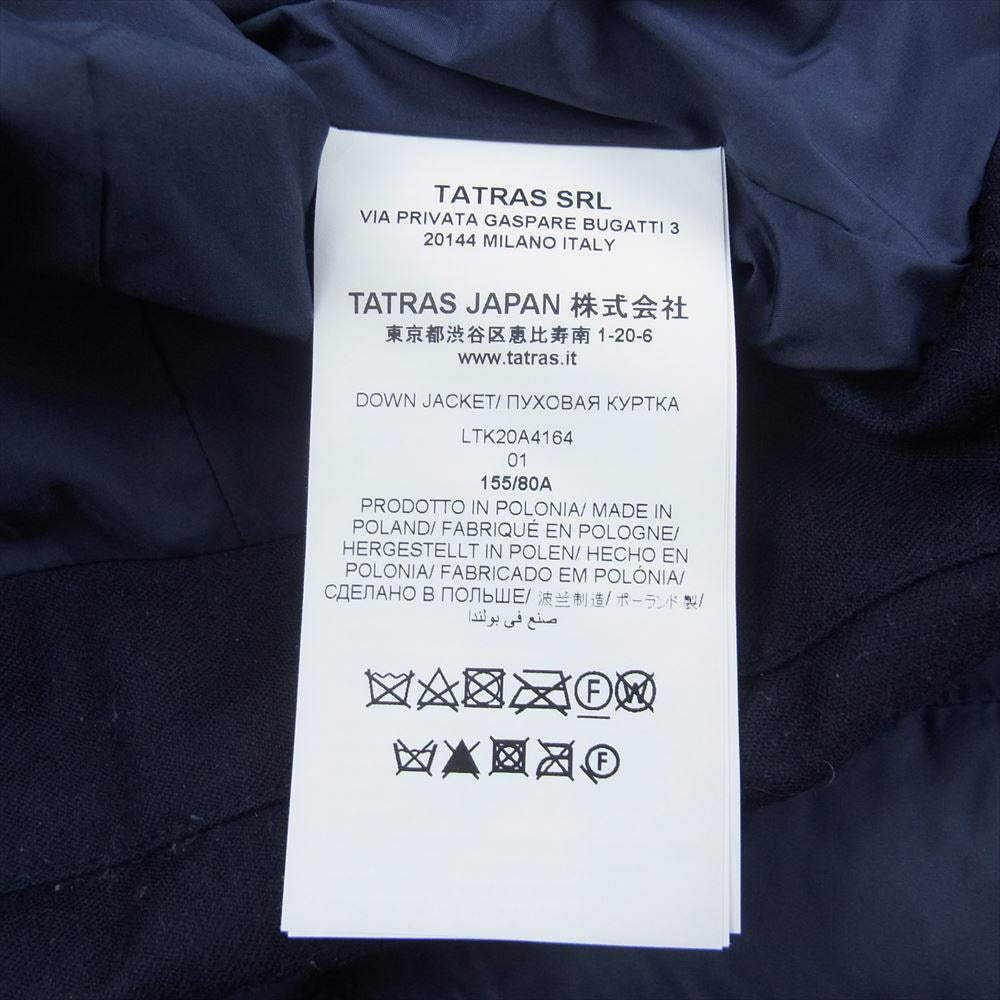 TATRAS SRL
VIA PRIVATA GASPARE BUGATTI 3
20144 MILANO ITALY
TATRAS JAPAN 株式会社
東京都渋谷区恵比寿南 1-20-6
www.tatras.it
DOWN JACKET/ ПУХОВАЯ КУРТКА
LTK20A4164
01
155/80A
PRODOTTO IN POLONIA/ MADE IN
POLAND/ FABRIQUÉ EN POLOGNE/
HERGESTELLT IN POLEN/ HECHO EN
POLONIA/ FABRICADO EM POLÓNIA/
СДЕЛАНО В ПОЛЬШЕ/ 波兰制造/ ポーランド製/
صنع في بولندا
F W
F